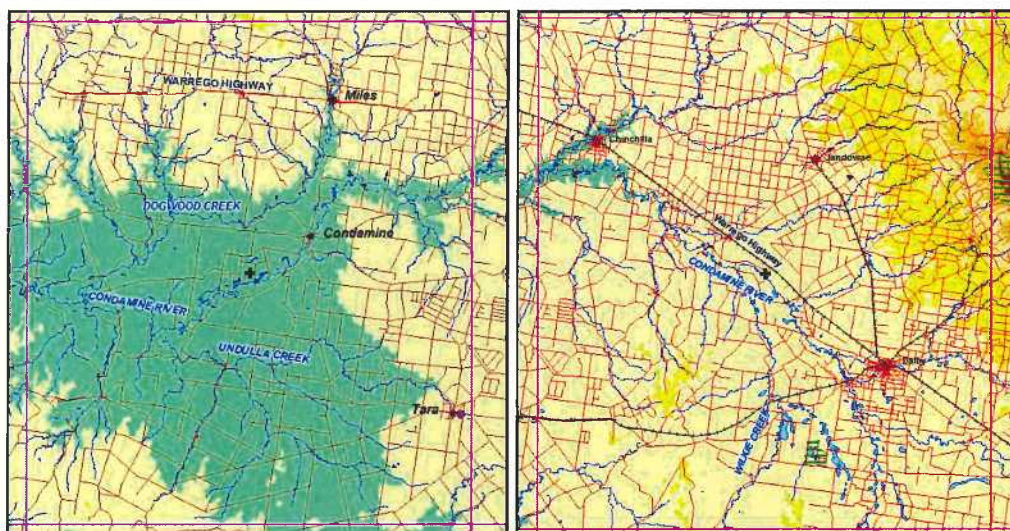 WARREGO HIGHWAY
Miles
DOGWOOD CREEK
Condamine
CONDAMINE RIVER
UNDULLA CREEK
Tara
Chinchilla
Jandowae
Warrego Highway
CONDAMINE RIVER
Dalby
WILKIE CREEK